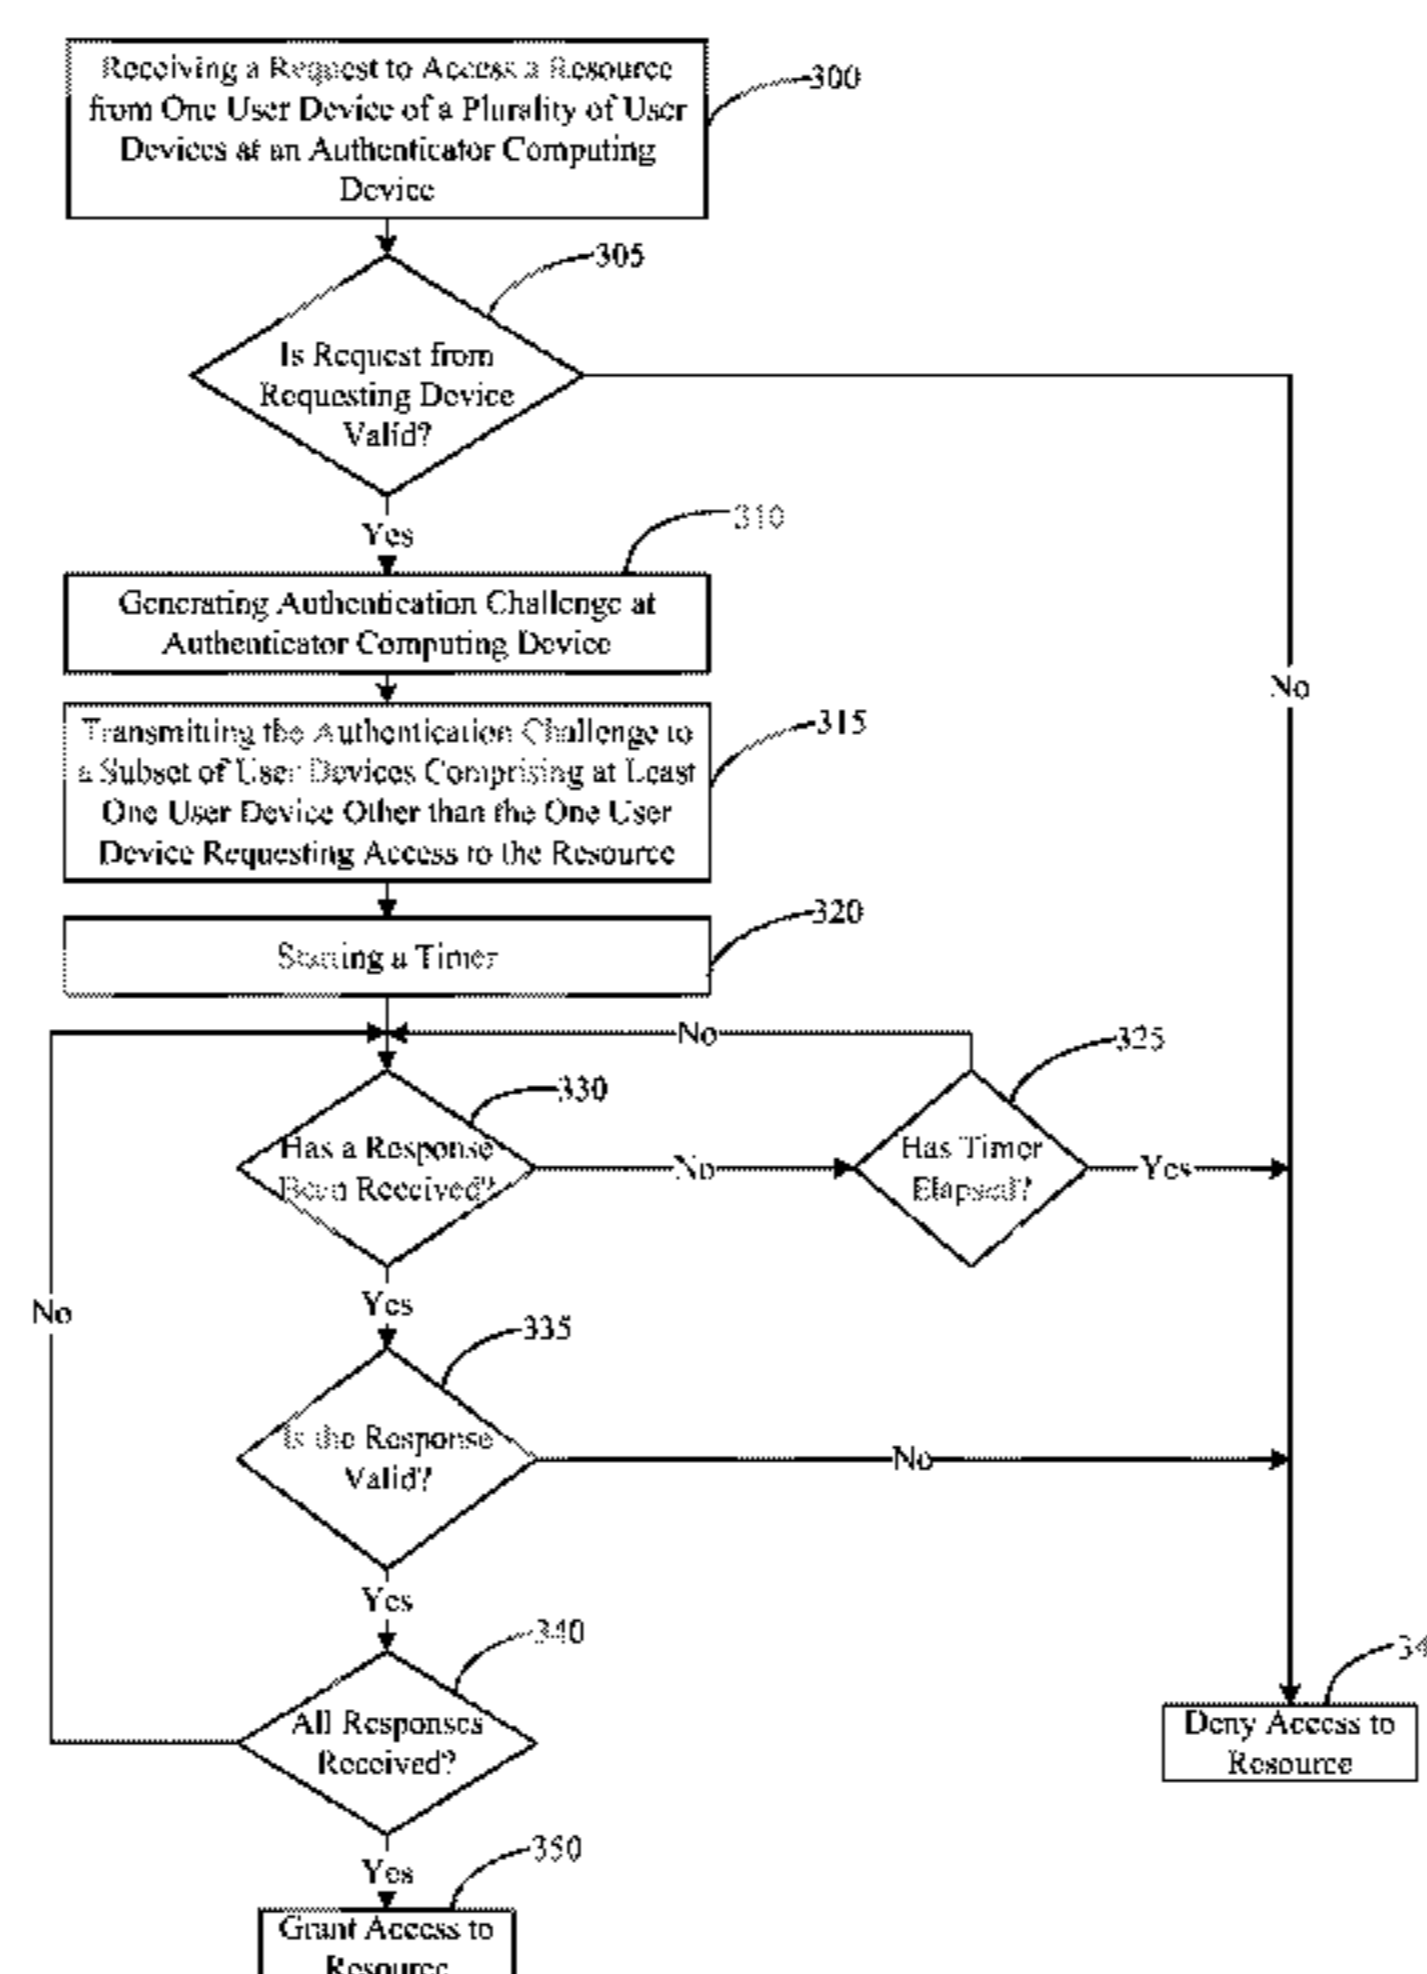 Receiving a Request to Access a Resource
from One User Device of a Plurality of User
Devices at an Authenticator Computing
Device
300
305
Is Request from
Requesting Device
Valid?
Yes
310
Generating Authentication Challenge at
Authenticator Computing Device
No
Transmitting the Authentication Challenge to
a Subset of User Devices Comprising at Least
One User Device Other than the One User
Device Requesting Access to the Resource
315
320
Starting a Timer
No
325
330
Has a Response
Been Received?
No
Has Timer
Elapsed?
Yes
Yes
No
335
Is the Response
Valid?
No
Yes
340
All Responses
Received?
34
Deny Access to
Resource
Yes
350
Grant Access to
Resource